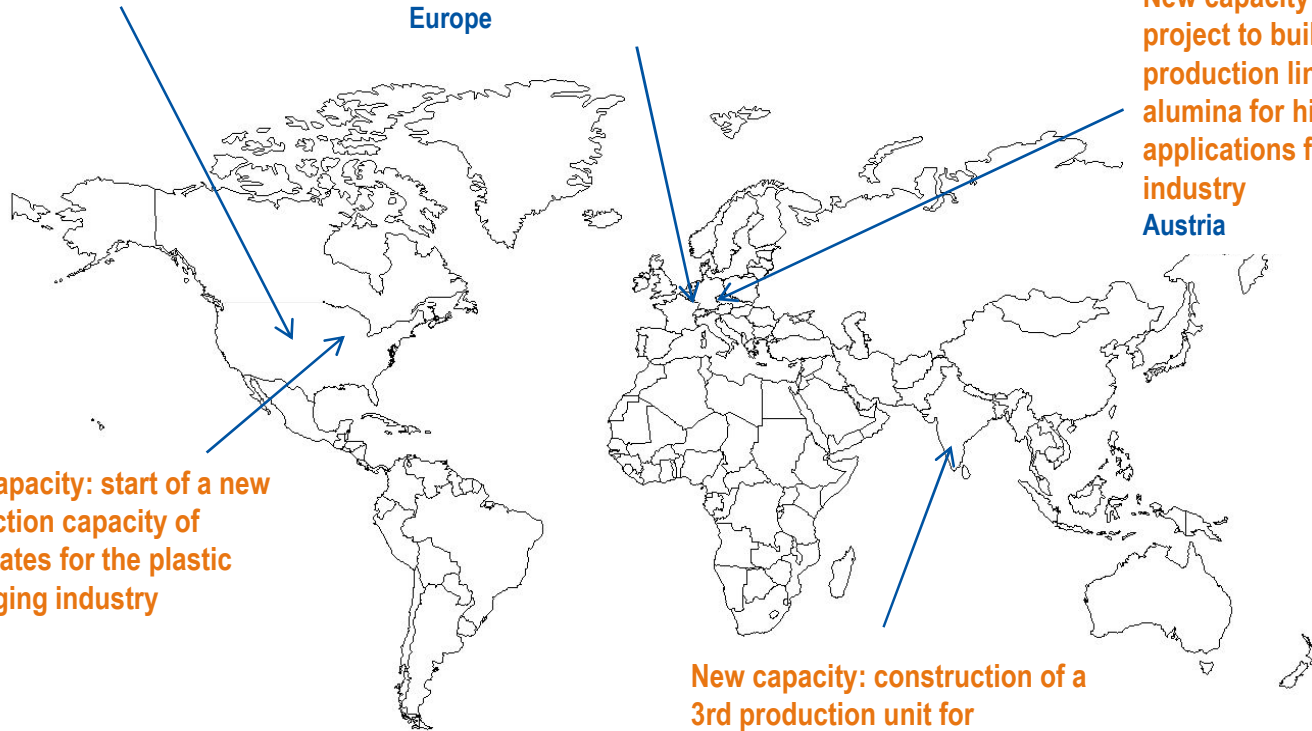 Europe
New capacity
project to buil
production lin
alumina for hi
applications f
industry
Austria
apacity: start of a new
ction capacity of
ates for the plastic
ging industry
New capacity: construction of a
3rd production unit for